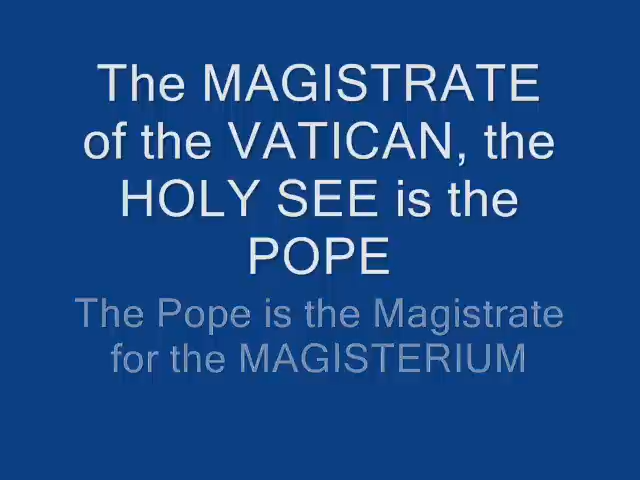 The MAGISTRATE
of the VATICAN, the
HOLY SEE is the
POPE
The Pope is the Magistrate
for the MAGISTERIUM